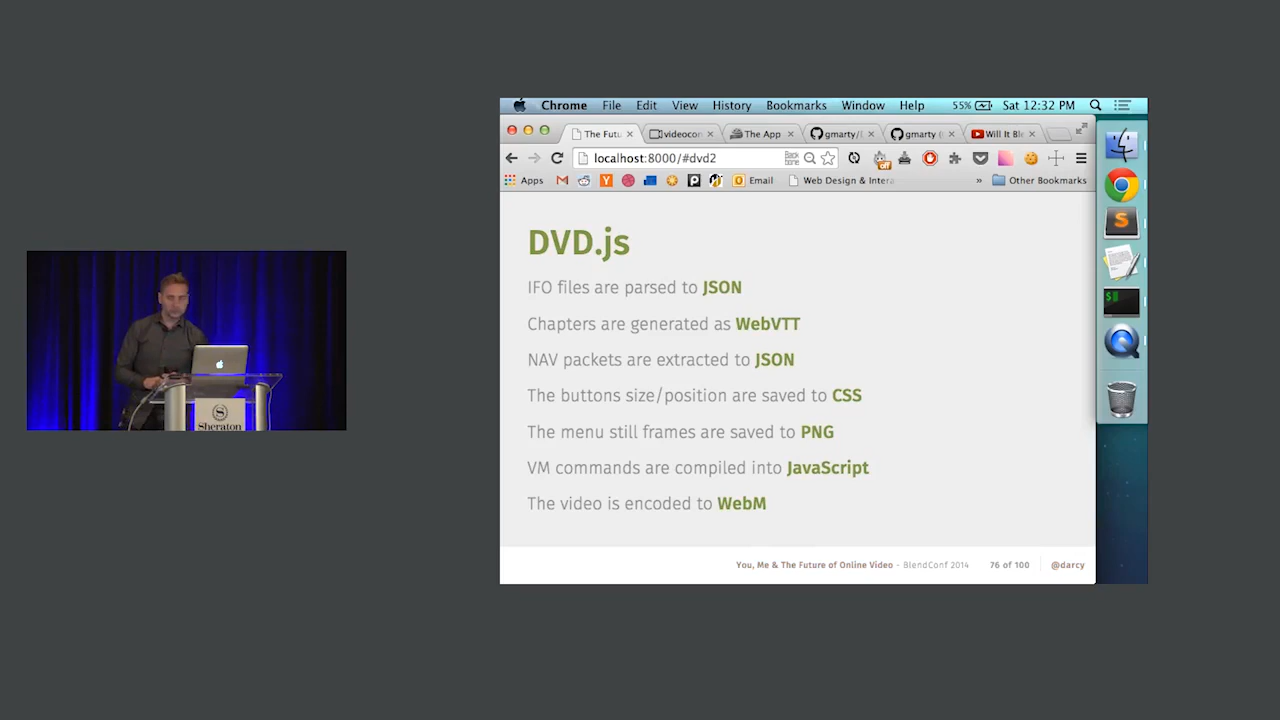 Chrome File Edit View History Bookmarks Window Help 55% Sat 12:32 PM
The Futu videocon The App gmarty/ gmarty Will It Ble
localhost:8000/#dvd2
Apps Email Web Design & Intera » Other Bookmarks
DVD.js
IFO files are parsed to JSON
Chapters are generated as WebVTT
NAV packets are extracted to JSON
The buttons size/position are saved to CSS
The menu still frames are saved to PNG
VM commands are compiled into JavaScript
The video is encoded to WebM
You, Me & The Future of Online Video - BlendConf 2014 76 of 100 @darcy
Sheraton